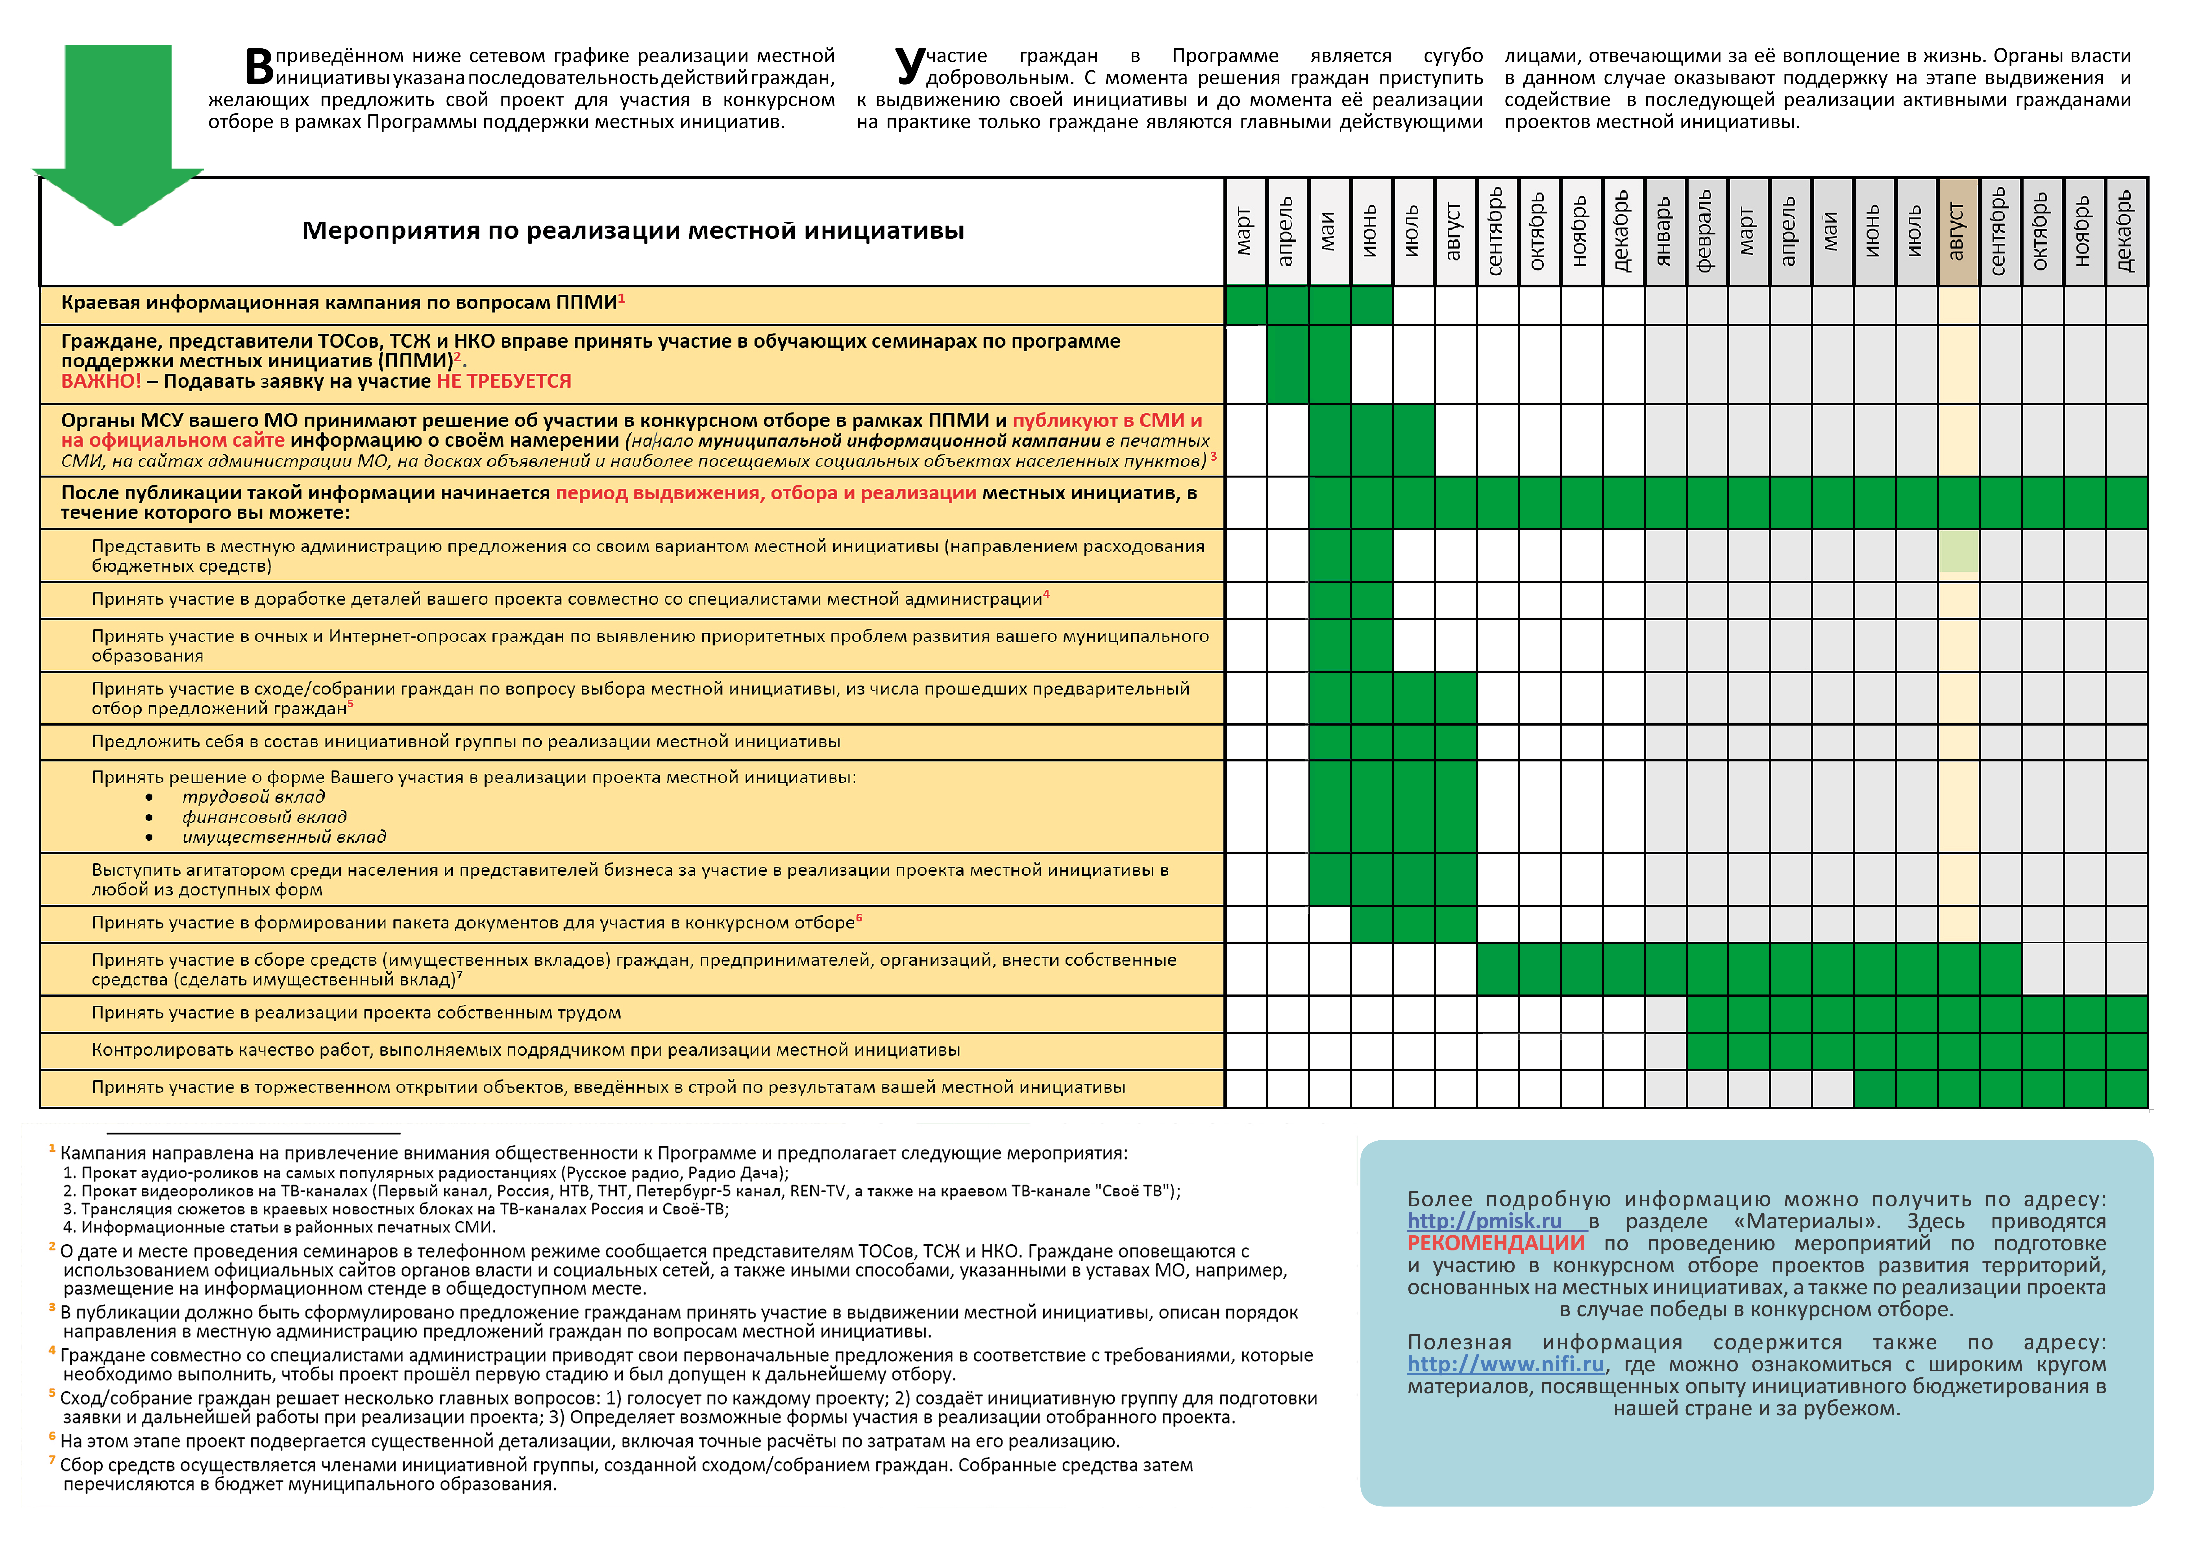 В приведённом ниже сетевом графике реализации местной
инициативы указана последовательность действий граждан,
желающих предложить свой проект для участия в конкурсном
отборе в рамках Программы поддержки местных инициатив.
Участие граждан в Программе является сугубо
добровольным. С момента решения граждан приступить
к выдвижению своей инициативы и до момента её реализации
на практике только граждане являются главными действующими
лицами, отвечающими за её воплощение в жизнь. Органы власти
в данном случае оказывают поддержку на этапе выдвижения и
содействие в последующей реализации активными гражданами
проектов местной инициативы.
Мероприятия по реализации местной инициативы
март
апрель
май
июнь
июль
август
сентябрь
октябрь
ноябрь
декабрь
январь
февраль
март
апрель
май
июнь
июль
август
сентябрь
октябрь
ноябрь
декабрь
Краевая информационная кампания по вопросам ППМИ¹
Граждане, представители ТОСов, ТСЖ и НКО вправе принять участие в обучающих семинарах по программе
поддержки местных инициатив (ППМИ)².
ВАЖНО! – Подавать заявку на участие НЕ ТРЕБУЕТСЯ
Органы МСУ вашего МО принимают решение об участии в конкурсном отборе в рамках ППМИ и публикуют в СМИ и
на официальном сайте информацию о своём намерении (начало муниципальной информационной кампании в печатных
СМИ, на сайтах администрации МО, на досках объявлений и наиболее посещаемых социальных объектах населенных пунктов) ³
После публикации такой информации начинается период выдвижения, отбора и реализации местных инициатив, в
течение которого вы можете:
Представить в местную администрацию предложения со своим вариантом местной инициативы (направлением расходования
бюджетных средств)
Принять участие в доработке деталей вашего проекта совместно со специалистами местной администрации⁴
Принять участие в очных и Интернет-опросах граждан по выявлению приоритетных проблем развития вашего муниципального
образования
Принять участие в сходе/собрании граждан по вопросу выбора местной инициативы, из числа прошедших предварительный
отбор предложений граждан⁵
Предложить себя в состав инициативной группы по реализации местной инициативы
Принять решение о форме Вашего участия в реализации проекта местной инициативы:
• трудовой вклад
• финансовый вклад
• имущественный вклад
Выступить агитатором среди населения и представителей бизнеса за участие в реализации проекта местной инициативы в
любой из доступных форм
Принять участие в формировании пакета документов для участия в конкурсном отборе⁶
Принять участие в сборе средств (имущественных вкладов) граждан, предпринимателей, организаций, внести собственные
средства (сделать имущественный вклад)⁷
Принять участие в реализации проекта собственным трудом
Контролировать качество работ, выполняемых подрядчиком при реализации местной инициативы
Принять участие в торжественном открытии объектов, введённых в строй по результатам вашей местной инициативы
¹ Кампания направлена на привлечение внимания общественности к Программе и предполагает следующие мероприятия:
1. Прокат аудио-роликов на самых популярных радиостанциях (Русское радио, Радио Дача);
2. Прокат видеороликов на ТВ-каналах (Первый канал, Россия, НТВ, ТНТ, Петербург-5 канал, REN-TV, а также на краевом ТВ-канале "Своё ТВ");
3. Трансляция сюжетов в краевых новостных блоках на ТВ-каналах Россия и Своё-ТВ;
4. Информационные статьи в районных печатных СМИ.
² О дате и месте проведения семинаров в телефонном режиме сообщается представителям ТОСов, ТСЖ и НКО. Граждане оповещаются с
использованием официальных сайтов органов власти и социальных сетей, а также иными способами, указанными в уставах МО, например,
размещение на информационном стенде в общедоступном месте.
³ В публикации должно быть сформулировано предложение гражданам принять участие в выдвижении местной инициативы, описан порядок
направления в местную администрацию предложений граждан по вопросам местной инициативы.
⁴ Граждане совместно со специалистами администрации приводят свои первоначальные предложения в соответствие с требованиями, которые
необходимо выполнить, чтобы проект прошёл первую стадию и был допущен к дальнейшему отбору.
⁵ Сход/собрание граждан решает несколько главных вопросов: 1) голосует по каждому проекту; 2) создаёт инициативную группу для подготовки
заявки и дальнейшей работы при реализации проекта; 3) Определяет возможные формы участия в реализации отобранного проекта.
⁶ На этом этапе проект подвергается существенной детализации, включая точные расчёты по затратам на его реализацию.
⁷ Сбор средств осуществляется членами инициативной группы, созданной сходом/собранием граждан. Собранные средства затем
перечисляются в бюджет муниципального образования.
Более подробную информацию можно получить по адресу:
http://pmisk.ru в разделе «Материалы». Здесь приводятся
РЕКОМЕНДАЦИИ по проведению мероприятий по подготовке
и участию в конкурсном отборе проектов развития территорий,
основанных на местных инициативах, а также по реализации проекта
в случае победы в конкурсном отборе.
Полезная информация содержится также по адресу:
http://www.nifi.ru, где можно ознакомиться с широким кругом
материалов, посявщенных опыту инициативного бюджетирования в
нашей стране и за рубежом.